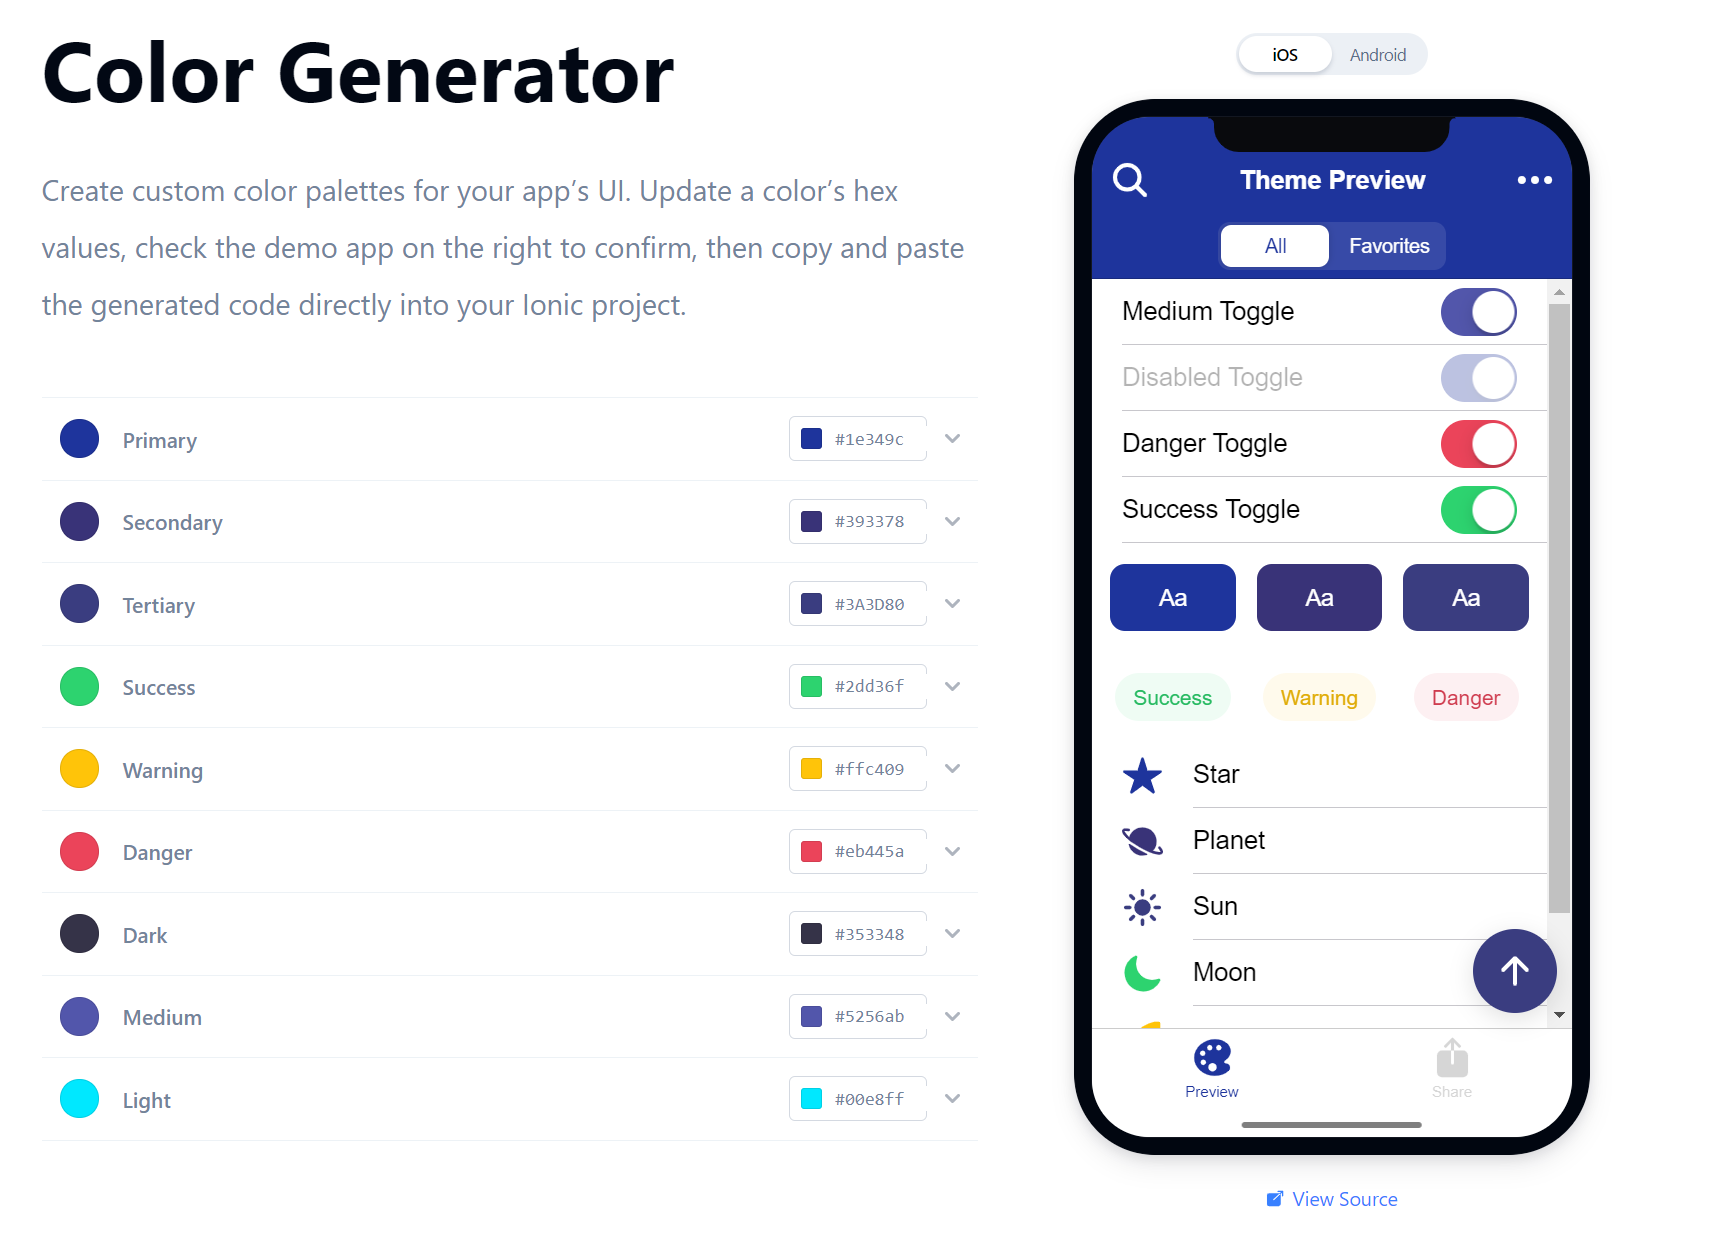 Color Generator
Create custom color palettes for your app’s UI. Update a color’s hex
values, check the demo app on the right to confirm, then copy and paste
the generated code directly into your Ionic project.
Primary #1e349c
Secondary #393378
Tertiary #3A3D80
Success #2dd36f
Warning #ffc409
Danger #eb445a
Dark #353348
Medium #5256ab
Light #00e8ff
iOS Android
Theme Preview
All Favorites
Medium Toggle
Disabled Toggle
Danger Toggle
Success Toggle
Aa Aa Aa
Success Warning Danger
Star
Planet
Sun
Moon
Preview Share
View Source